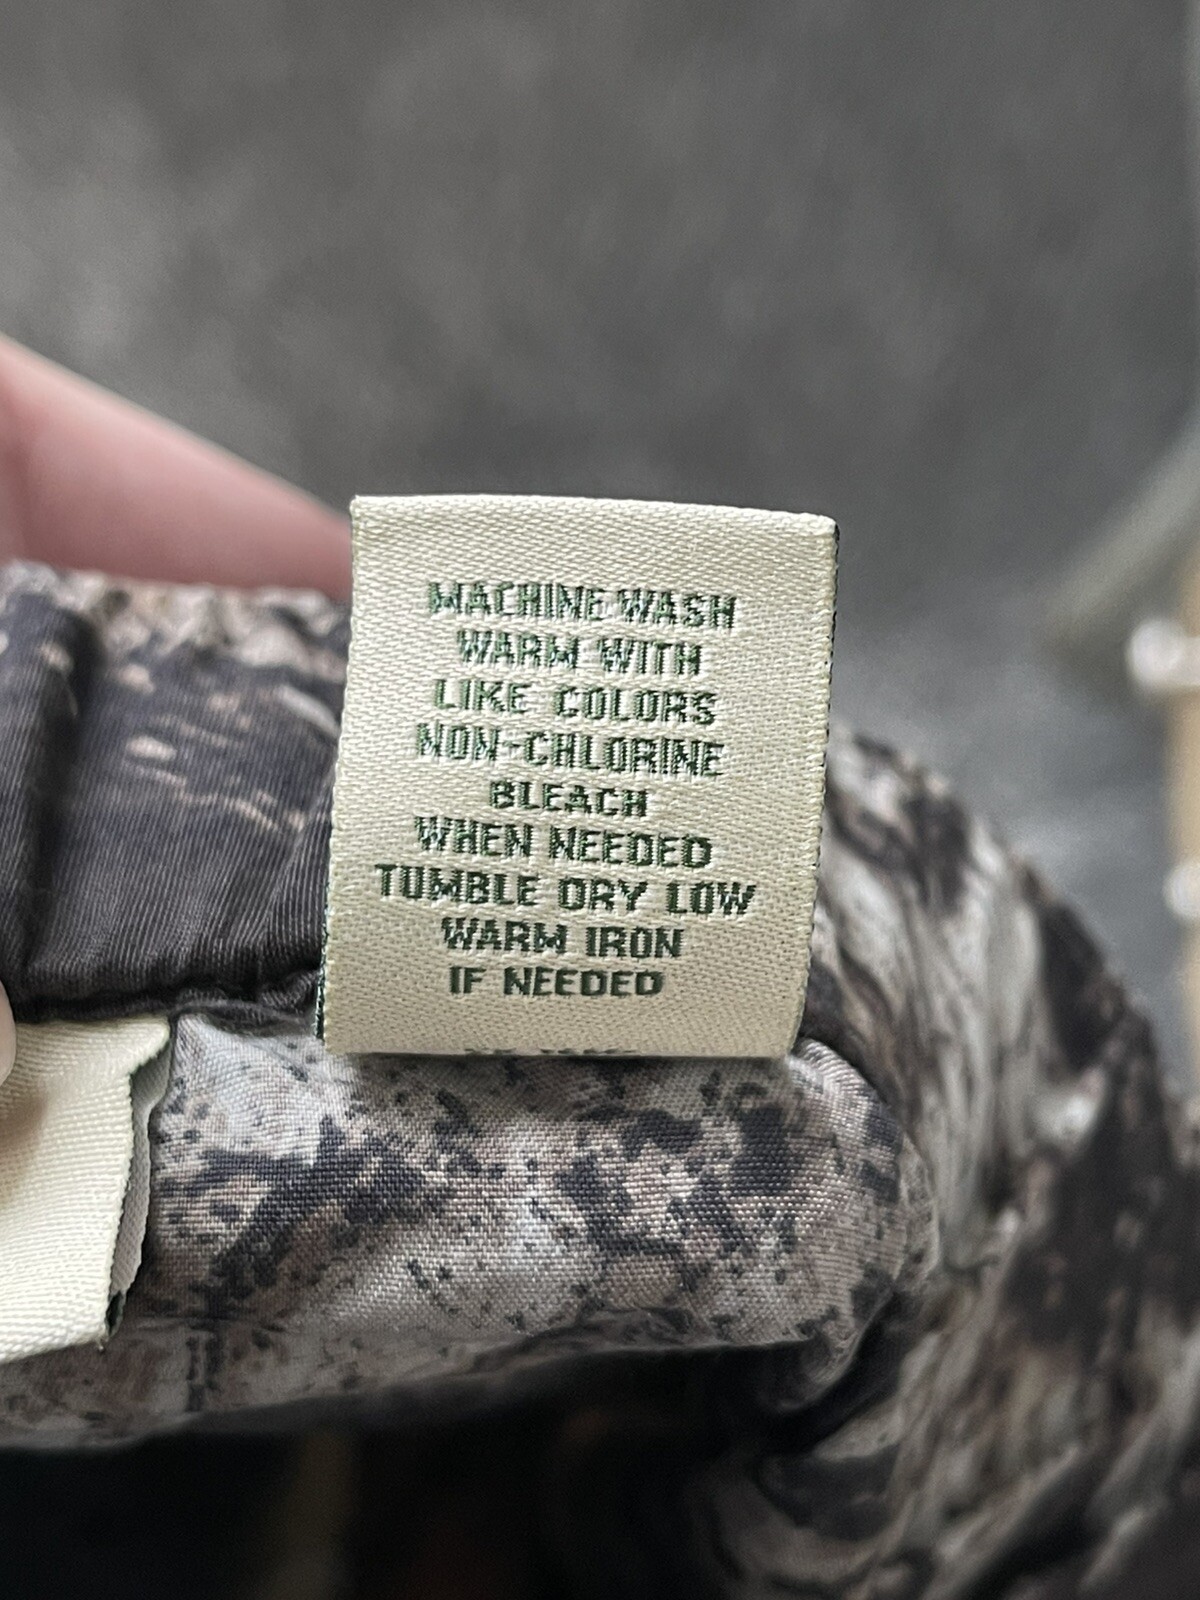 MACHINE WASH
WARM WITH
LIKE COLORS
NON-CHLORINE
BLEACH
WHEN NEEDED
TUMBLE DRY LOW
WARM IRON
IF NEEDED